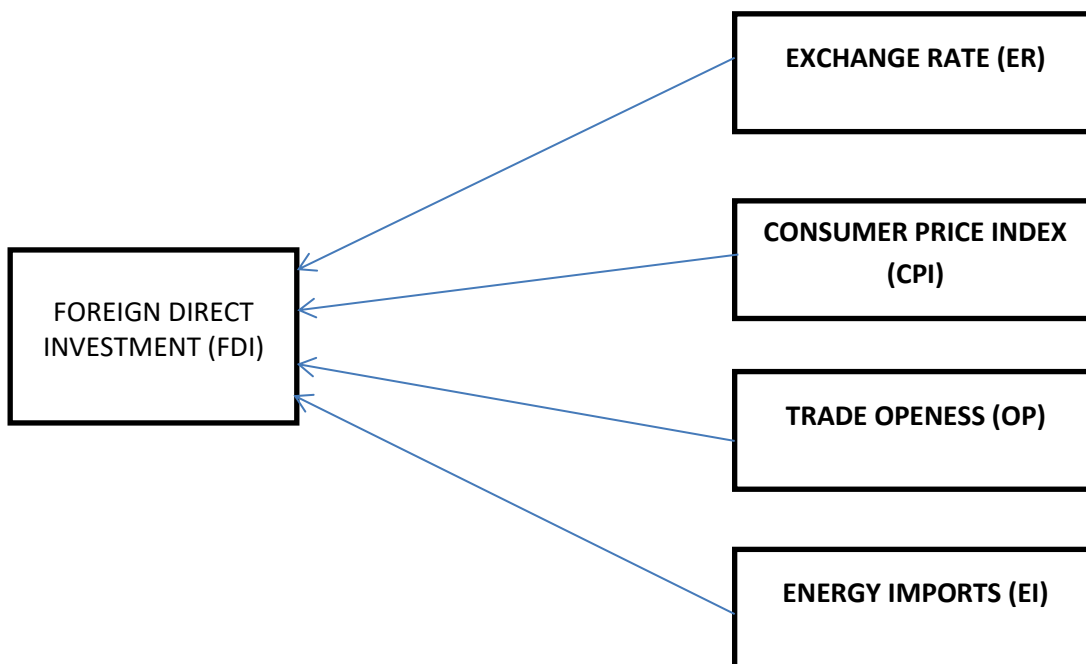 EXCHANGE RATE (ER)
CONSUMER PRICE INDEX
(CPI)
FOREIGN DIRECT
INVESTMENT (FDI)
TRADE OPENESS (OP)
ENERGY IMPORTS (EI)